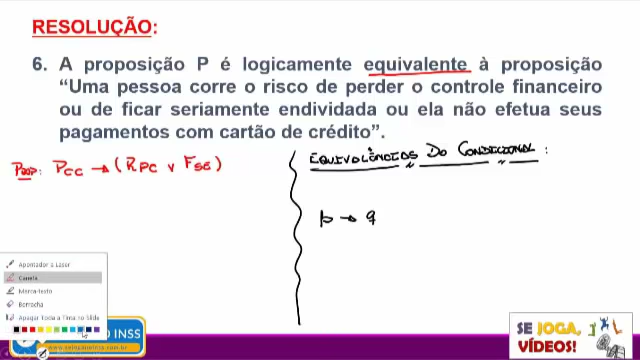 RESOLUÇÃO:
6. A proposição P é logicamente equivalente à proposição
“Uma pessoa corre o risco de perder o controle financeiro
ou de ficar seriamente endividada ou ela não efetua seus
pagamentos com cartão de crédito”.
PROP: PCC → (RPC ∨ FSE)
EQUIVALÊNCIAS DO CONDICIONAL:
p → q
Apontador a Laser
Caneta
Marca-texto
Borracha
Apagar Toda a Tinta no Slide
O INSS
SE JOGA,
VÍDEOS!